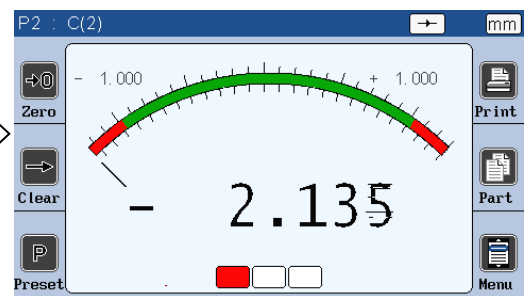 P2 : C(2) mm
- 1.000 + 1.000
Zero
Print
- 2.135
Clear
Part
P
Preset
Menu